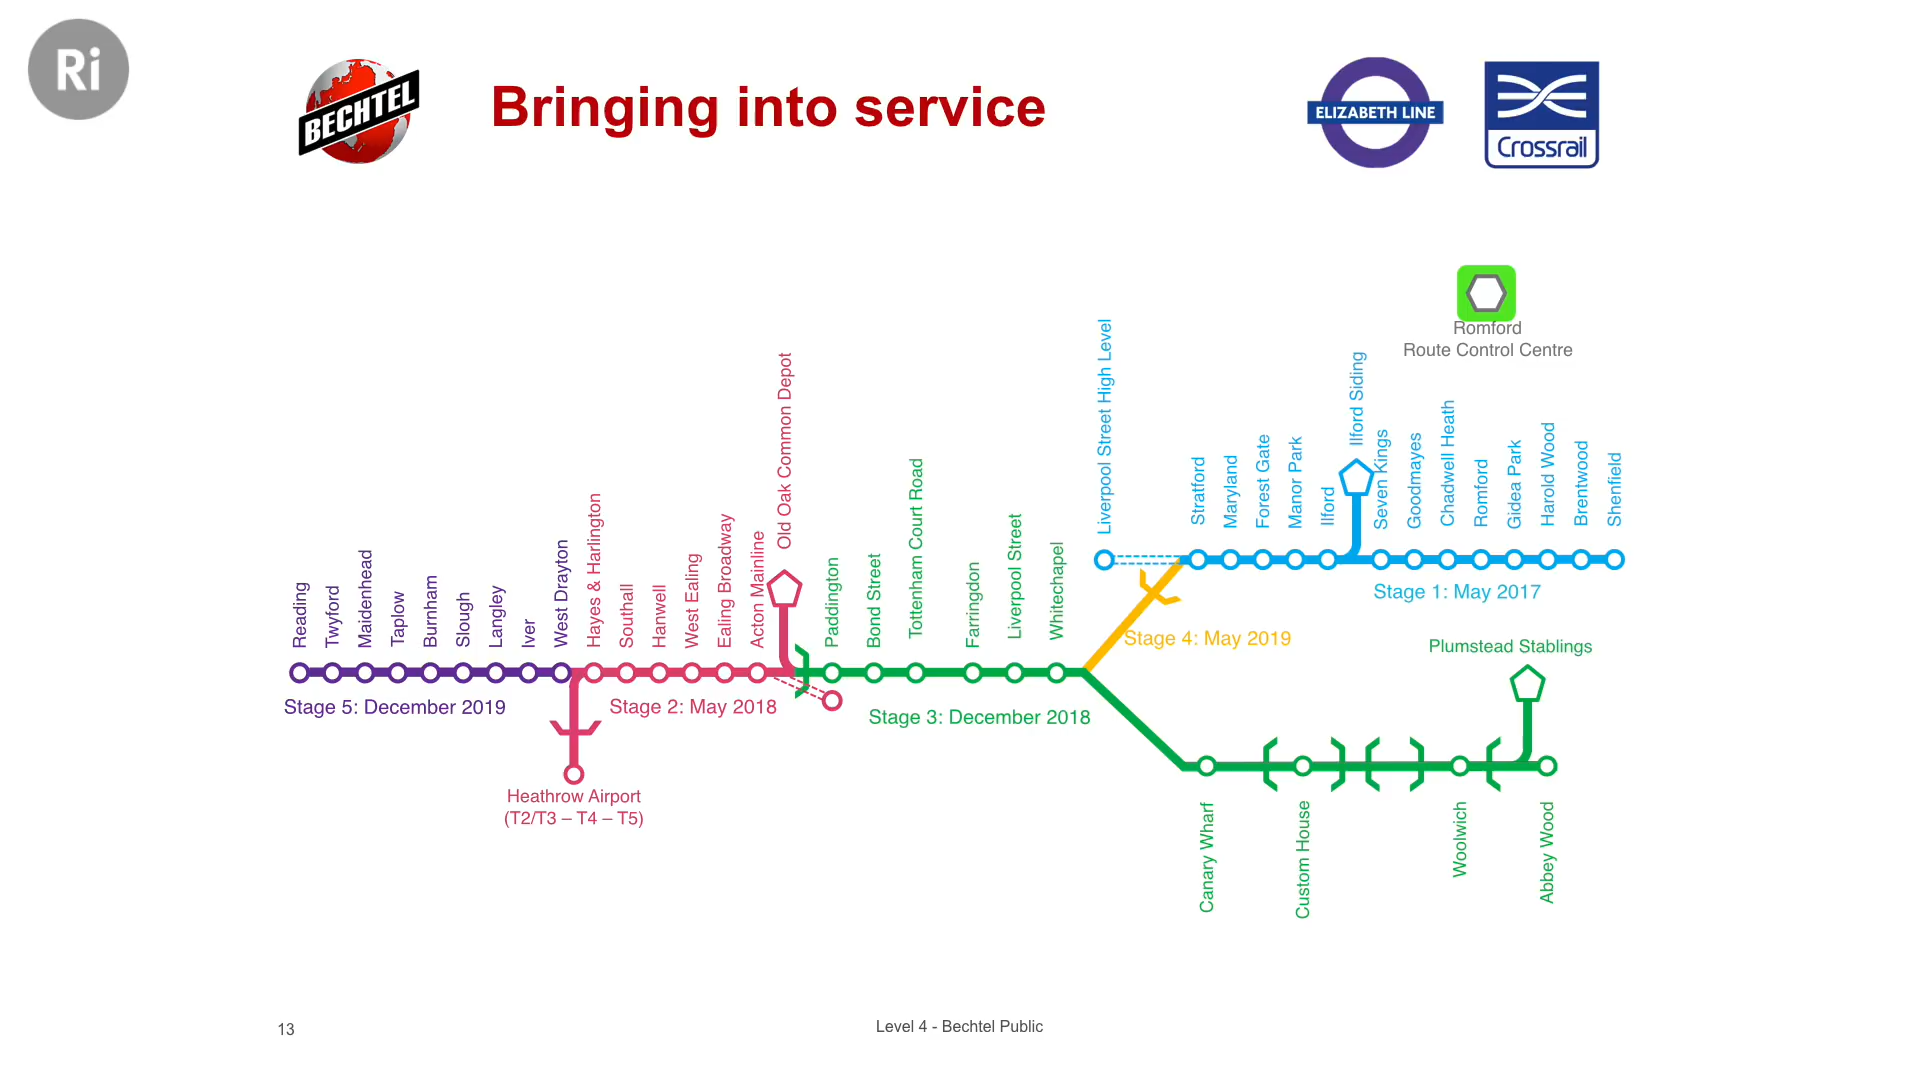 Ri
BECHTEL
Bringing into service
ELIZABETH LINE
Crossrail
Romford
Route Control Centre
Reading
Twyford
Maidenhead
Taplow
Burnham
Slough
Langley
Iver
West Drayton
Hayes & Harlington
Southall
Hanwell
West Ealing
Ealing Broadway
Acton Mainline
Old Oak Common Depot
Paddington
Bond Street
Tottenham Court Road
Farringdon
Liverpool Street
Whitechapel
Liverpool Street High Level
Stratford
Maryland
Forest Gate
Manor Park
Ilford
Ilford Siding
Seven Kings
Goodmayes
Chadwell Heath
Romford
Gidea Park
Harold Wood
Brentwood
Shenfield
Stage 1: May 2017
Stage 4: May 2019
Plumstead Stablings
Stage 5: December 2019
Stage 2: May 2018
Stage 3: December 2018
Heathrow Airport
(T2/T3 – T4 – T5)
Canary Wharf
Custom House
Woolwich
Abbey Wood
13
Level 4 - Bechtel Public